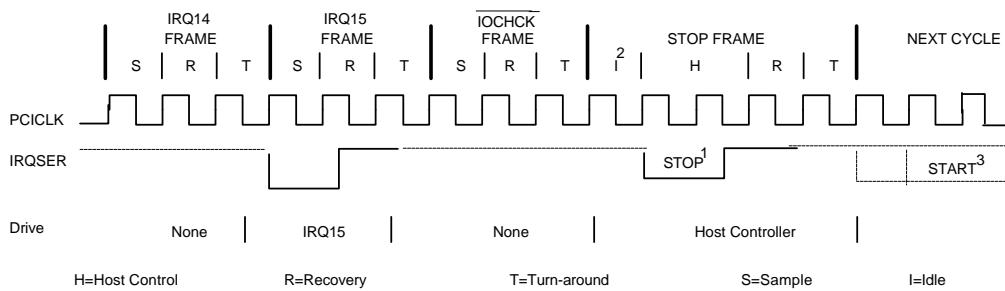 IRQ14 FRAME
IRQ15 FRAME
IOCHCK FRAME
STOP FRAME
NEXT CYCLE
S R T S R T S R T I2 H R T
PCICLK
IRQSER
STOP1
START3
Drive
None
IRQ15
None
Host Controller
H=Host Control
R=Recovery
T=Turn-around
S=Sample
I=Idle